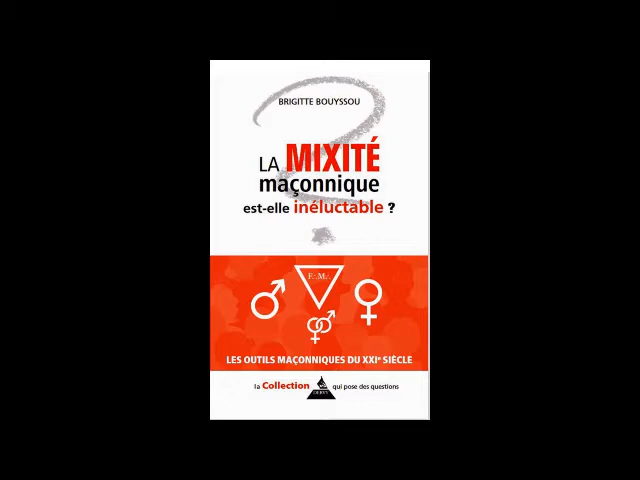 BRIGITTE BOUYSSOU
LA MIXITÉ
maçonnique
est-elle inéluctable ?
F∴M∴
LES OUTILS MAÇONNIQUES DU XXIe SIÈCLE
la Collection qui pose des questions